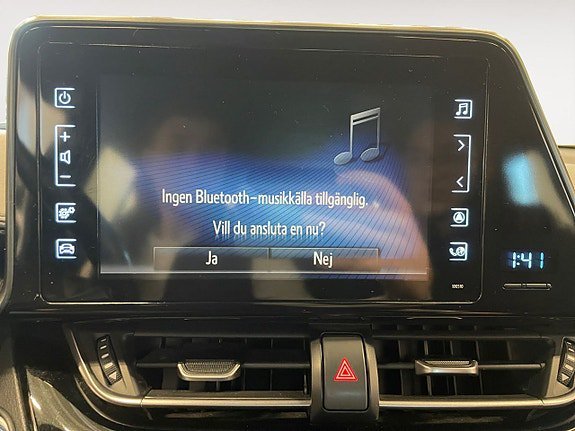 Ingen Bluetooth-musikkälla tillgänglig.
Vill du ansluta en nu?
Ja Nej
1:41